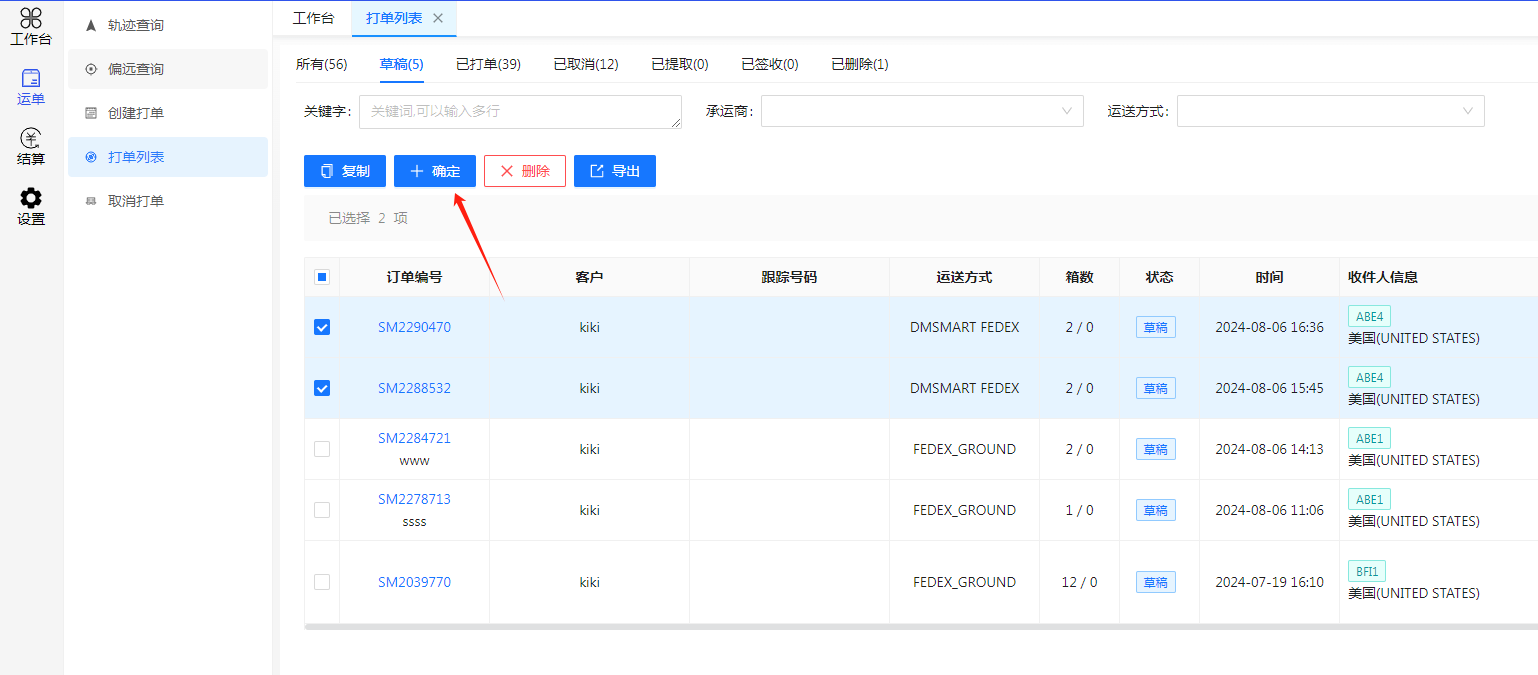 工作台
运单
结算
设置
轨迹查询
偏远查询
创建打单
打单列表
取消打单
工作台 打单列表
所有(56) 草稿(5) 已打单(39) 已取消(12) 已提取(0) 已签收(0) 已删除(1)
关键字: 关键词,可以输入多行 承运商: 运送方式:
复制 确定 删除 导出
已选择 2 项
订单编号 客户 跟踪号码 运送方式 箱数 状态 时间 收件人信息
SM2290470 kiki DMSMART FEDEX 2 / 0 草稿 2024-08-06 16:36 ABE4
美国(UNITED STATES)
SM2288532 kiki DMSMART FEDEX 2 / 0 草稿 2024-08-06 15:45 ABE4
美国(UNITED STATES)
SM2284721 kiki FEDEX_GROUND 2 / 0 草稿 2024-08-06 14:13 ABE1
www 美国(UNITED STATES)
SM2278713 kiki FEDEX_GROUND 1 / 0 草稿 2024-08-06 11:06 ABE1
ssss 美国(UNITED STATES)
SM2039770 kiki FEDEX_GROUND 12 / 0 草稿 2024-07-19 16:10 BFI1
美国(UNITED STATES)